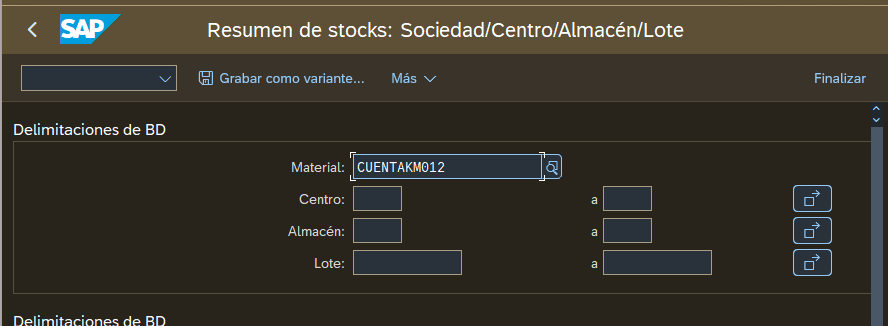 SAP Resumen de stocks: Sociedad/Centro/Almacén/Lote
Grabar como variante... Más Finalizar
Delimitaciones de BD
Material: CUENTAKM012
Centro: a
Almacén: a
Lote: a
Delimitaciones de BD